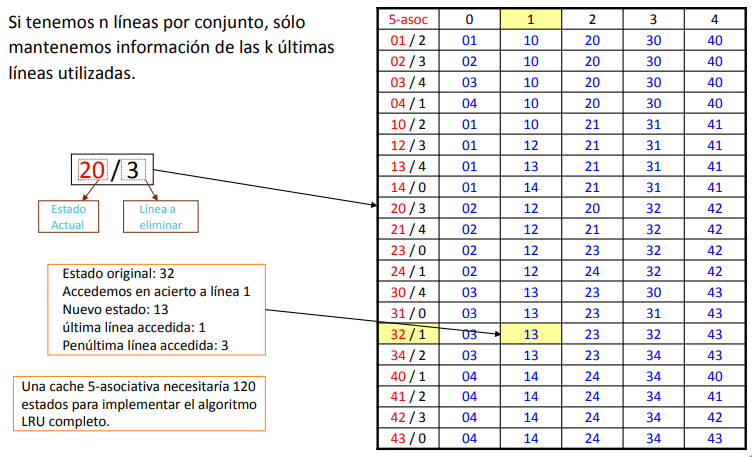 Si tenemos n líneas por conjunto, sólo
mantenemos información de las k últimas
líneas utilizadas.
20 / 3
Estado
Actual
Línea a
eliminar
Estado original: 32
Accedemos en acierto a línea 1
Nuevo estado: 13
última línea accedida: 1
Penúltima línea accedida: 3
Una cache 5-asociativa necesitaría 120
estados para implementar el algoritmo
LRU completo.
5-asoc 0 1 2 3 4
01 / 2 01 10 20 30 40
02 / 3 02 10 20 30 40
03 / 4 03 10 20 30 40
04 / 1 04 10 20 30 40
10 / 2 01 10 21 31 41
12 / 3 01 12 21 31 41
13 / 4 01 13 21 31 41
14 / 0 01 14 21 31 41
20 / 3 02 12 20 32 42
21 / 4 02 12 21 32 42
23 / 0 02 12 23 32 42
24 / 1 02 12 24 32 42
30 / 4 03 13 23 30 43
31 / 0 03 13 23 31 43
32 / 1 03 13 23 32 43
34 / 2 03 13 23 34 43
40 / 1 04 14 24 34 40
41 / 2 04 14 24 34 41
42 / 3 04 14 24 34 42
43 / 0 04 14 24 34 43